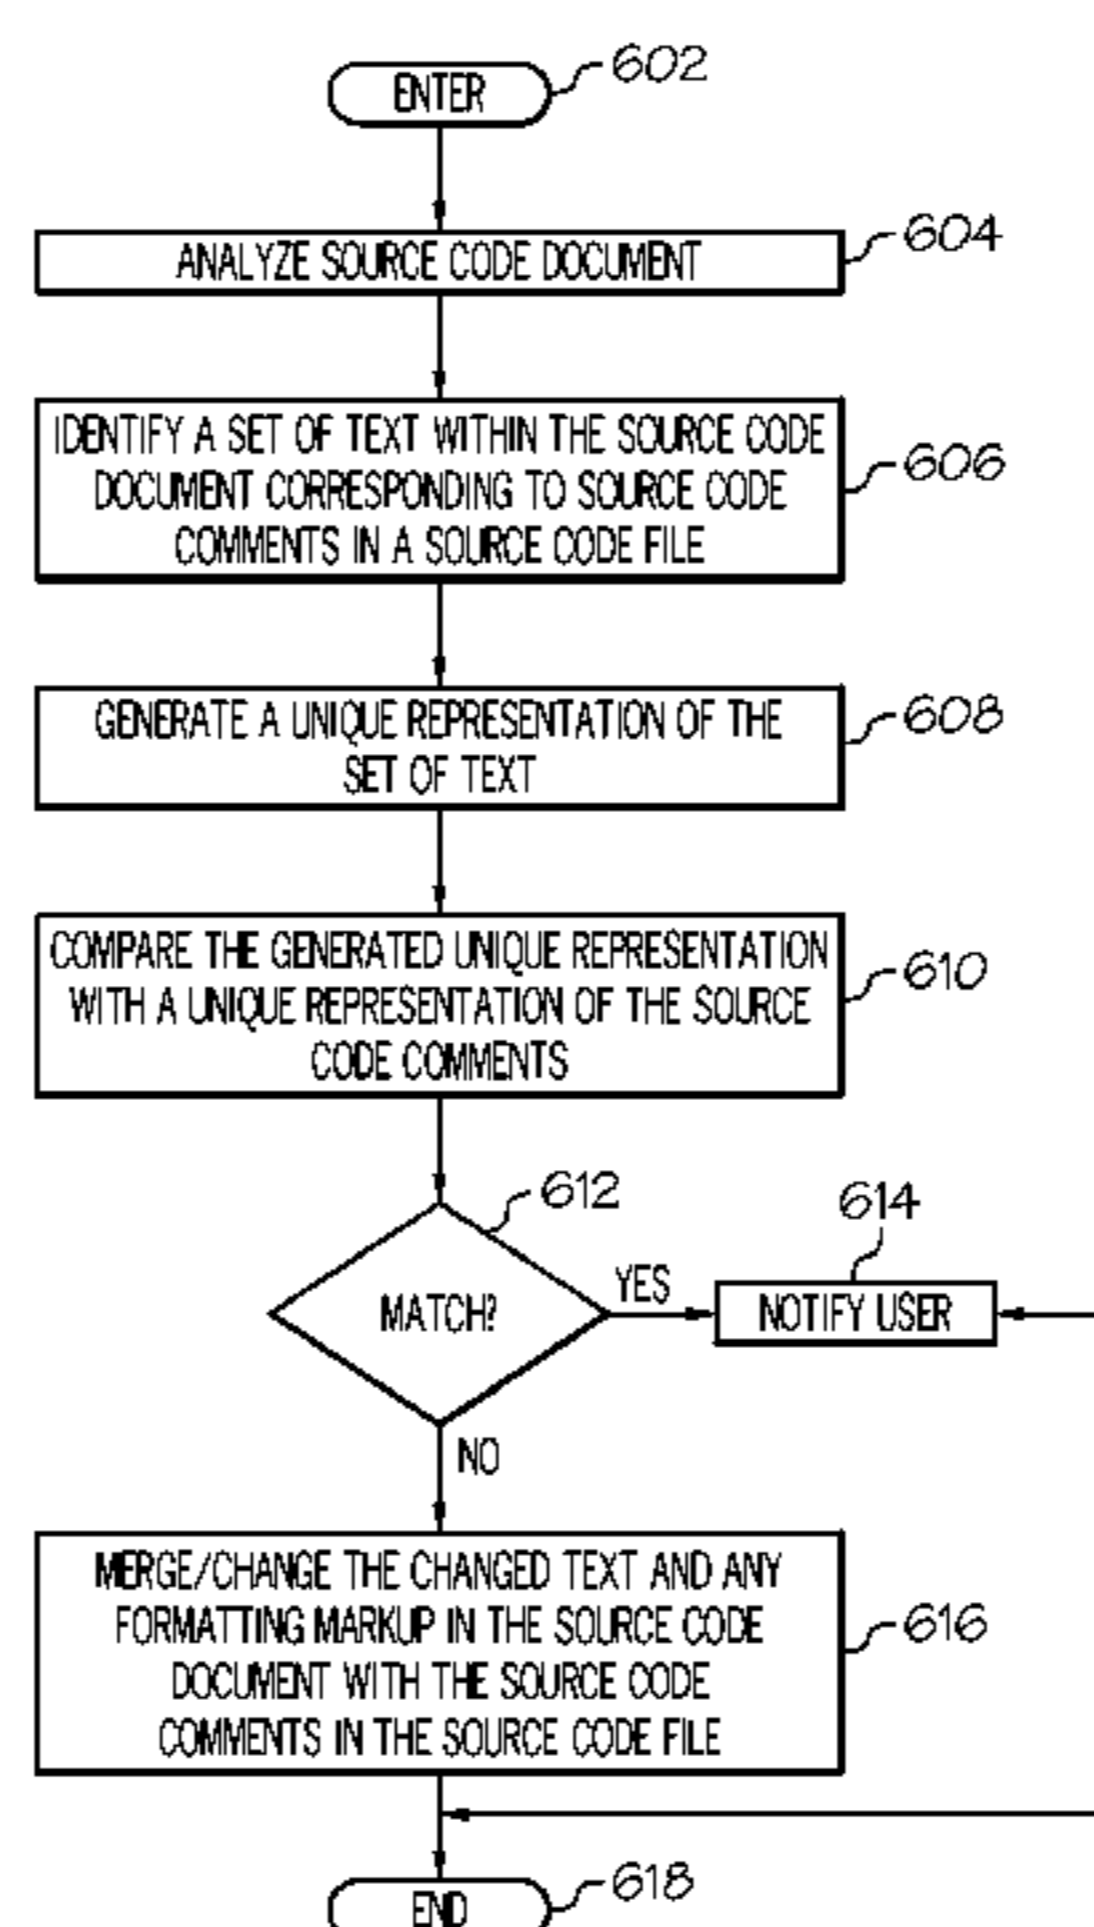 ENTER
602
ANALYZE SOURCE CODE DOCUMENT
604
IDENTIFY A SET OF TEXT WITHIN THE SOURCE CODE
DOCUMENT CORRESPONDING TO SOURCE CODE
COMMENTS IN A SOURCE CODE FILE
606
GENERATE A UNIQUE REPRESENTATION OF THE
SET OF TEXT
608
COMPARE THE GENERATED UNIQUE REPRESENTATION
WITH A UNIQUE REPRESENTATION OF THE SOURCE
CODE COMMENTS
610
MATCH?
612
YES
NOTIFY USER
614
NO
MERGE/CHANGE THE CHANGED TEXT AND ANY
FORMATTING MARKUP IN THE SOURCE CODE
DOCUMENT WITH THE SOURCE CODE
COMMENTS IN THE SOURCE CODE FILE
616
END
618